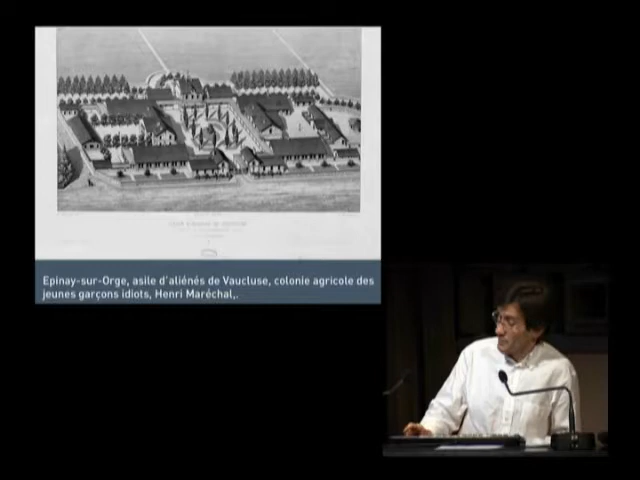 Epinay-sur-Orge, asile d'aliénés de Vaucluse, colonie agricole des
jeunes garçons idiots, Henri Maréchal,.